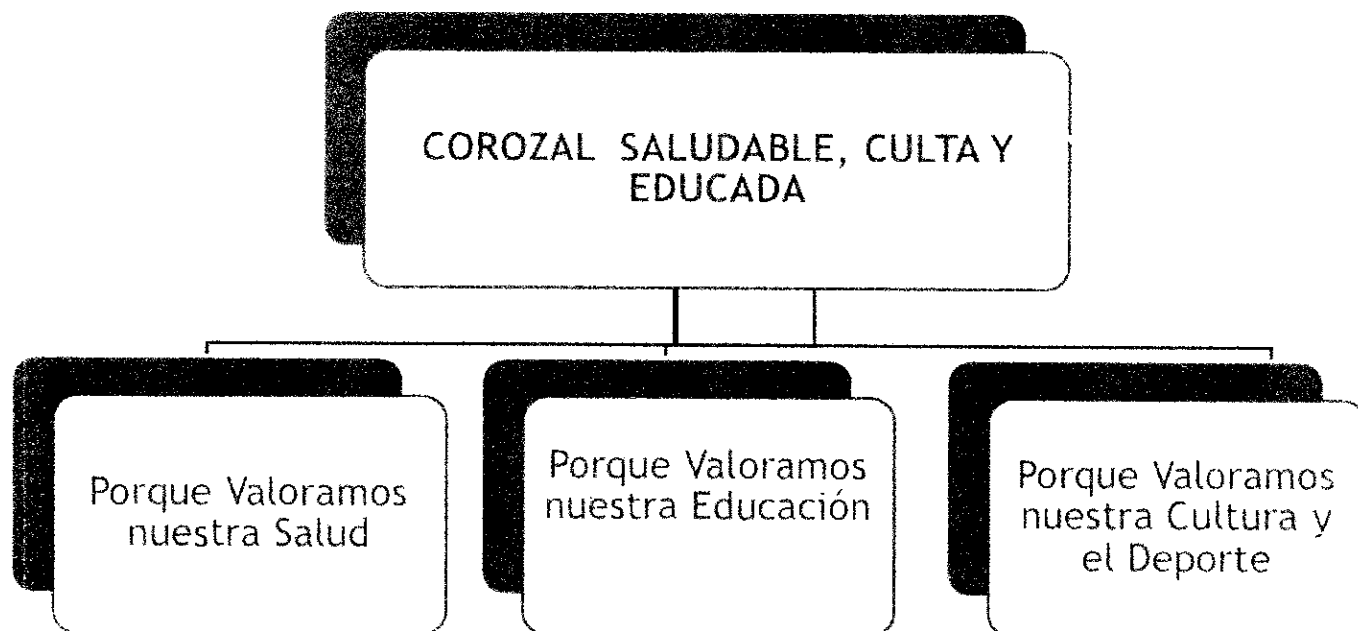 COROZAL SALUDABLE, CULTA Y
EDUCADA
Porque Valoramos
nuestra Salud
Porque Valoramos
nuestra Educación
Porque Valoramos
nuestra Cultura y
el Deporte